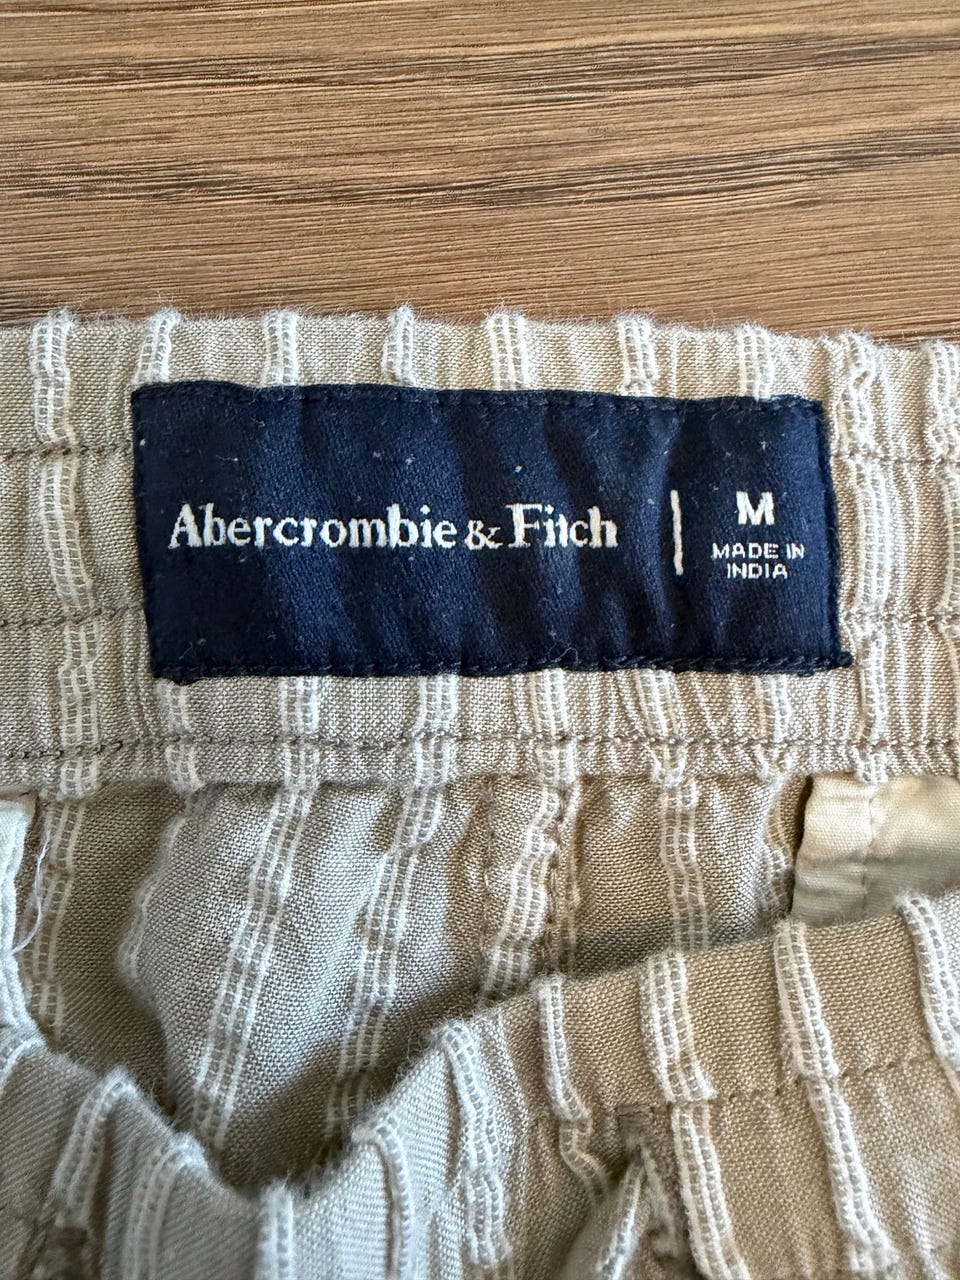 Abercrombie & Fitch | M
MADE IN
INDIA